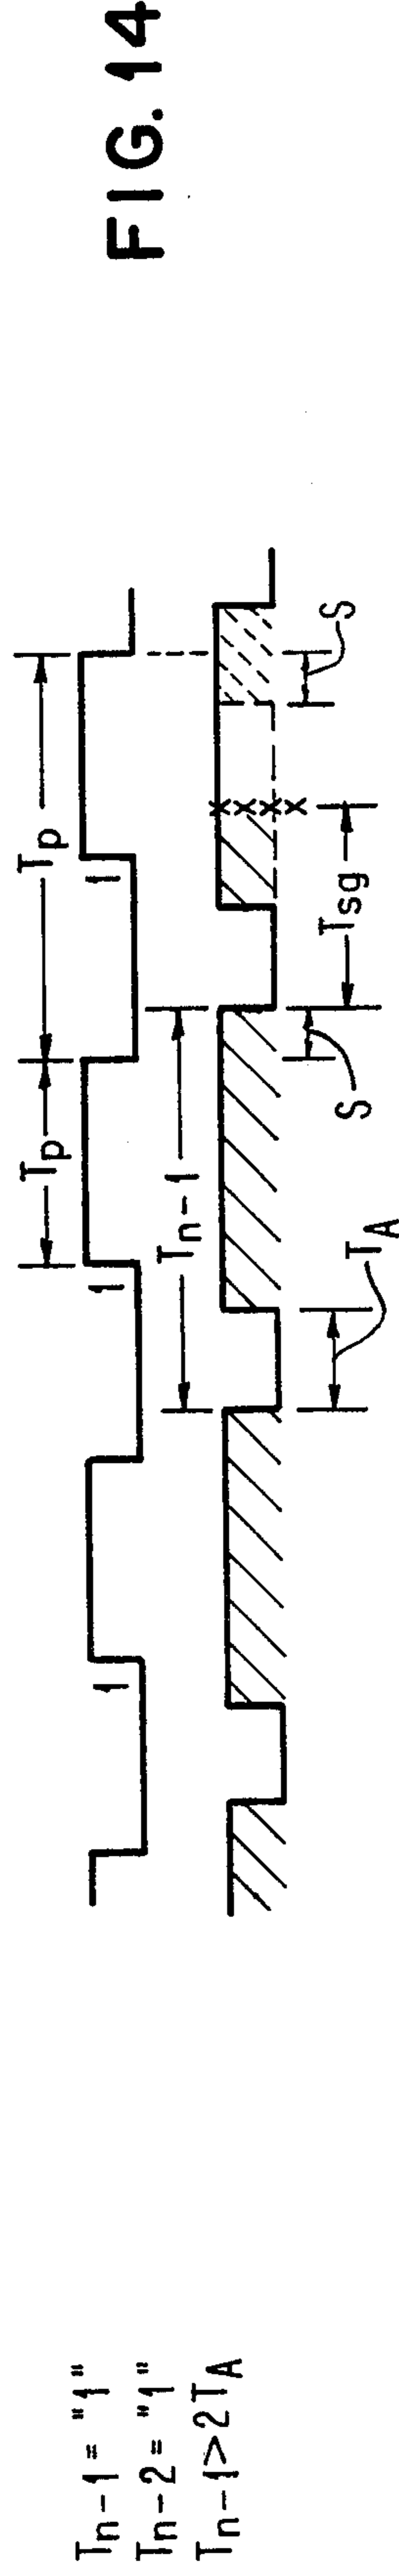 FIG. 14
Tp
Tp
1
1
1
Tn-1
S
Tsg
S
TA
Tn-1 = "1"
Tn-2 = "1"
Tn-1>2TA